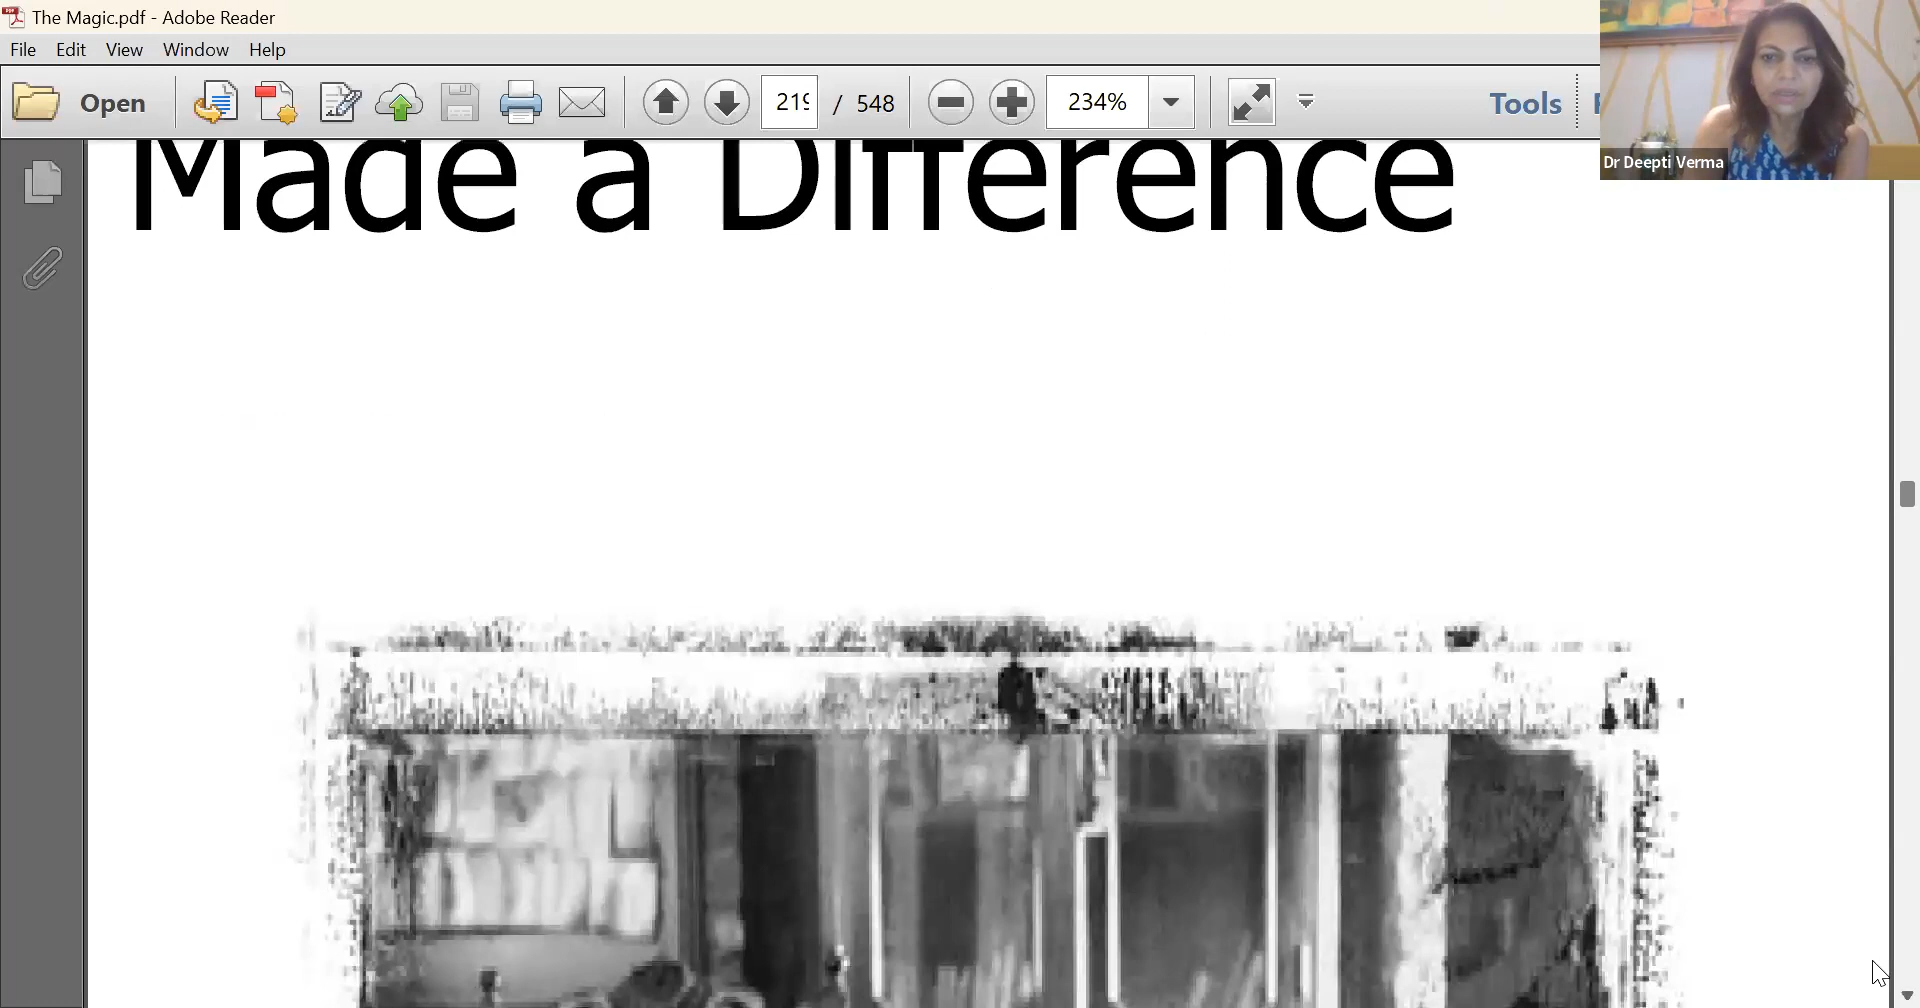 The Magic.pdf - Adobe Reader
File Edit View Window Help
Open 219 / 548 234% Tools
Dr Deepti Verma
Made a Difference